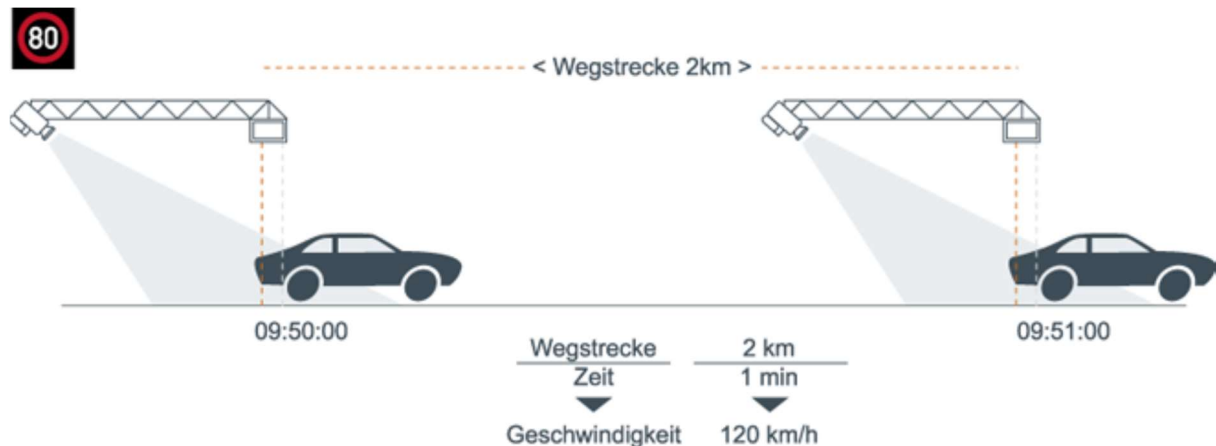 80
< Wegstrecke 2km >
09:50:00
09:51:00
Wegstrecke 2 km
Zeit 1 min
Geschwindigkeit 120 km/h